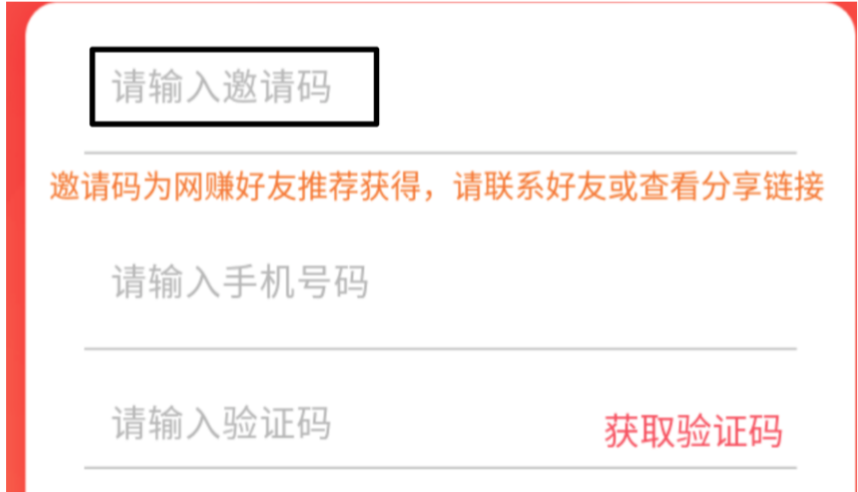 请输入邀请码
邀请码为网赚好友推荐获得，请联系好友或查看分享链接
请输入手机号码
请输入验证码 获取验证码